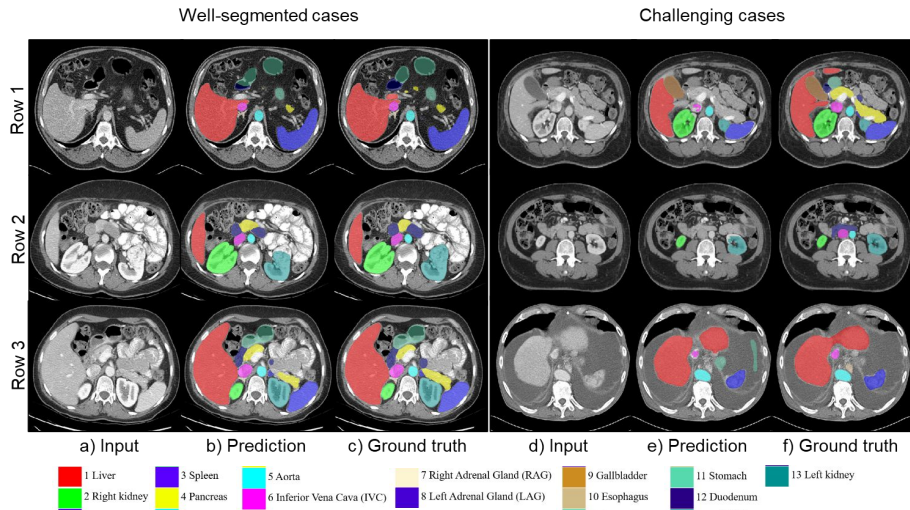 Well-segmented cases
Challenging cases
Row 1
Row 2
Row 3
a) Input
b) Prediction
c) Ground truth
d) Input
e) Prediction
f) Ground truth
1 Liver
3 Spleen
5 Aorta
7 Right Adrenal Gland (RAG)
9 Gallbladder
11 Stomach
13 Left kidney
2 Right kidney
4 Pancreas
6 Inferior Vena Cava (IVC)
8 Left Adrenal Gland (LAG)
10 Esophagus
12 Duodenum